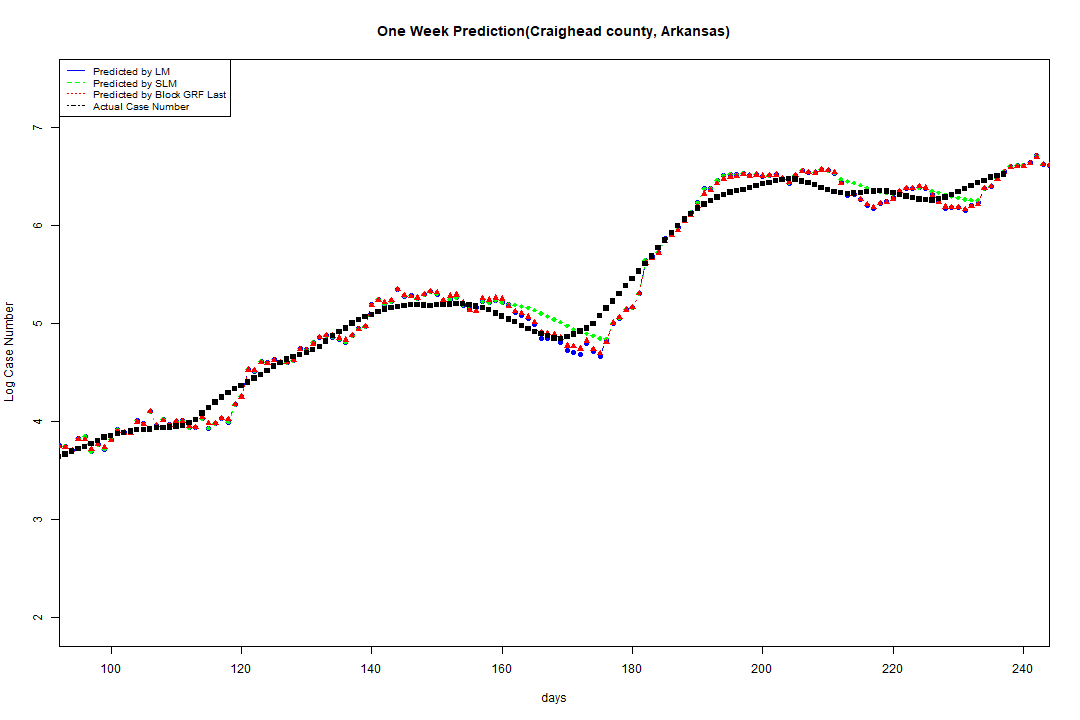 One Week Prediction(Craighead county, Arkansas)
Predicted by LM
Predicted by SLM
Predicted by Block GRF Last
Actual Case Number
Log Case Number
7
6
5
4
3
2
100 120 140 160 180 200 220 240
days